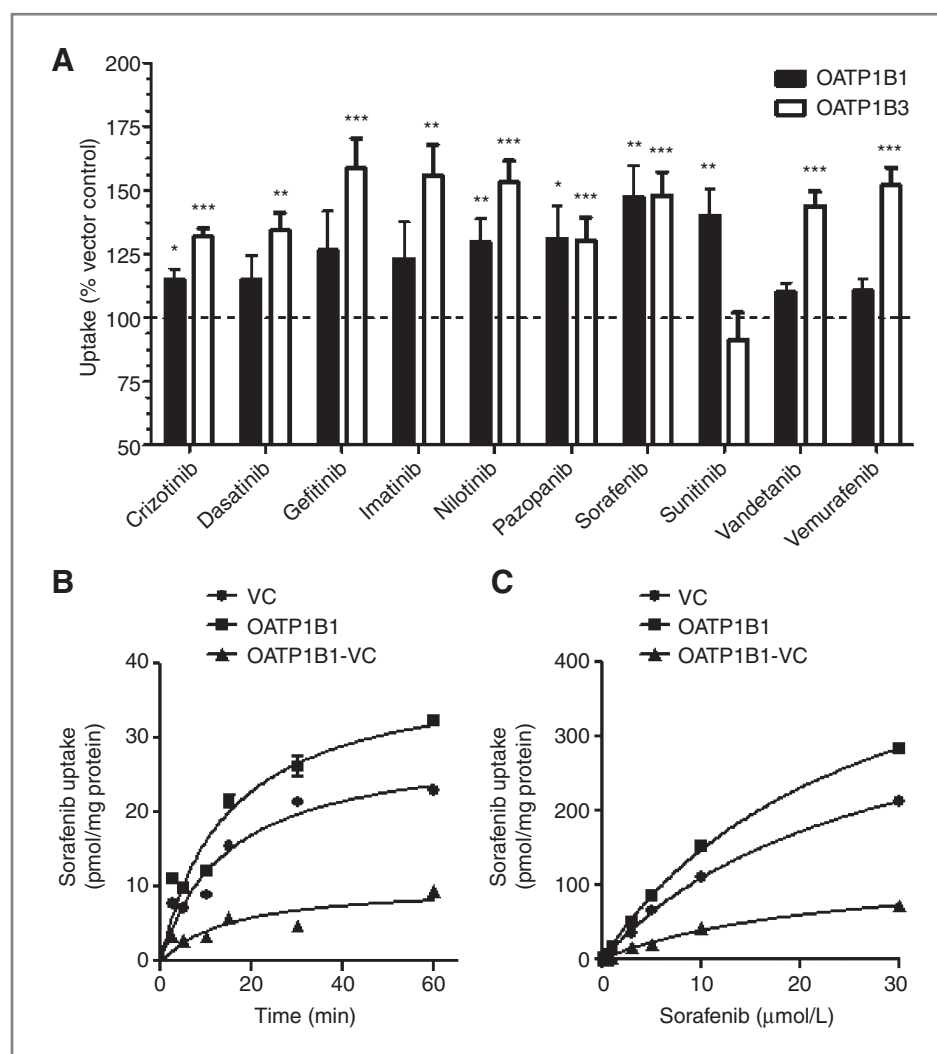 A
OATP1B1
OATP1B3
Uptake (% vector control)
200
175
150
125
100
75
50
* *** ** *** ** ** *** * *** ** *** ** *** ***
Crizotinib
Dasatinib
Gefitinib
Imatinib
Nilotinib
Pazopanib
Sorafenib
Sunitinib
Vandetanib
Vemurafenib
B
VC
OATP1B1
OATP1B1-VC
Sorafenib uptake
(pmol/mg protein)
40
30
20
10
0
0 20 40 60
Time (min)
C
VC
OATP1B1
OATP1B1-VC
Sorafenib uptake
(pmol/mg protein)
400
300
200
100
0
0 10 20 30
Sorafenib (μmol/L)